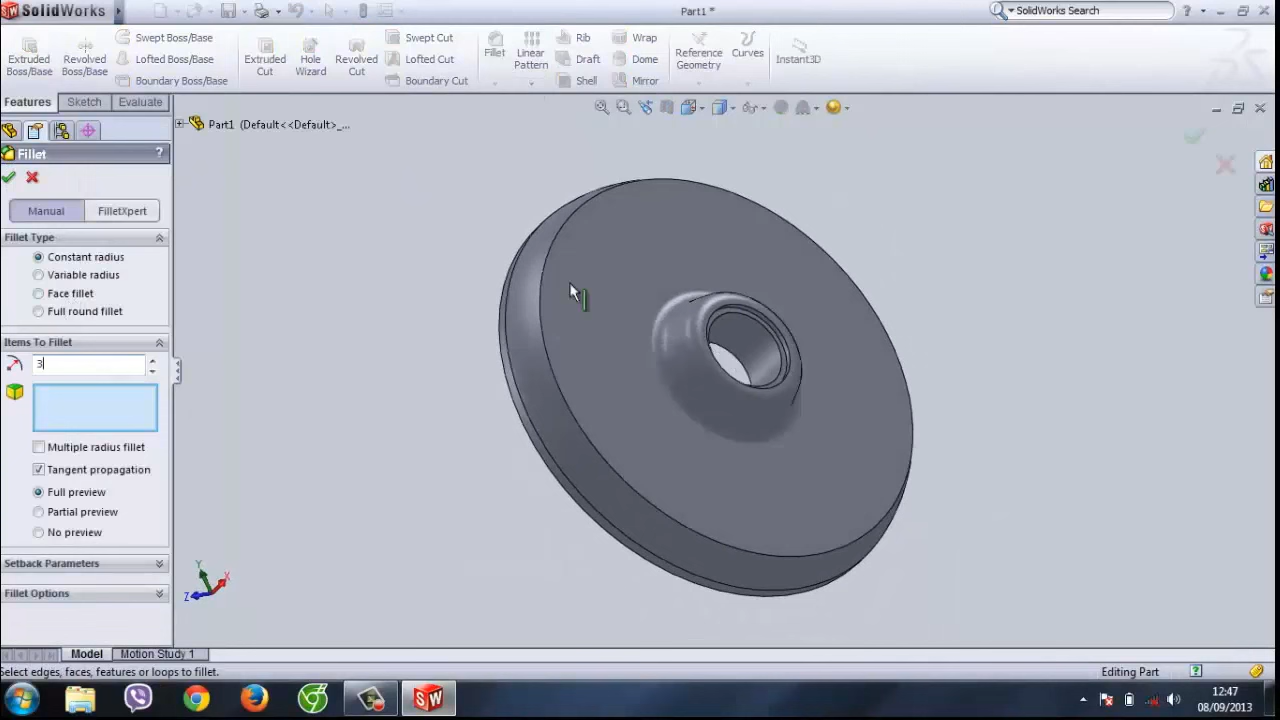 SolidWorks
Part1 *
SolidWorks Search
Extruded Boss/Base
Revolved Boss/Base
Swept Boss/Base
Lofted Boss/Base
Boundary Boss/Base
Extruded Cut
Hole Wizard
Revolved Cut
Swept Cut
Lofted Cut
Boundary Cut
Fillet
Linear Pattern
Rib
Draft
Shell
Wrap
Dome
Mirror
Reference Geometry
Curves
Instant3D
Features
Sketch
Evaluate
Part1 (Default<<Default>_...
Fillet
?
Manual
FilletXpert
Fillet Type
Constant radius
Variable radius
Face fillet
Full round fillet
Items To Fillet
3
Multiple radius fillet
Tangent propagation
Full preview
Partial preview
No preview
Setback Parameters
Fillet Options
Y
X
Z
Model
Motion Study 1
Select edges, faces, features or loops to fillet.
Editing Part
12:47
08/09/2013